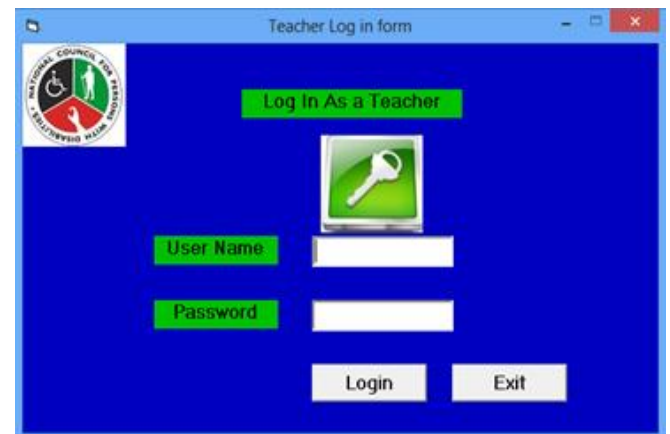 Teacher Log in form
NATIONAL COUNCIL FOR PERSONS WITH DISABILITIES
Log In As a Teacher
User Name
Password
Login
Exit